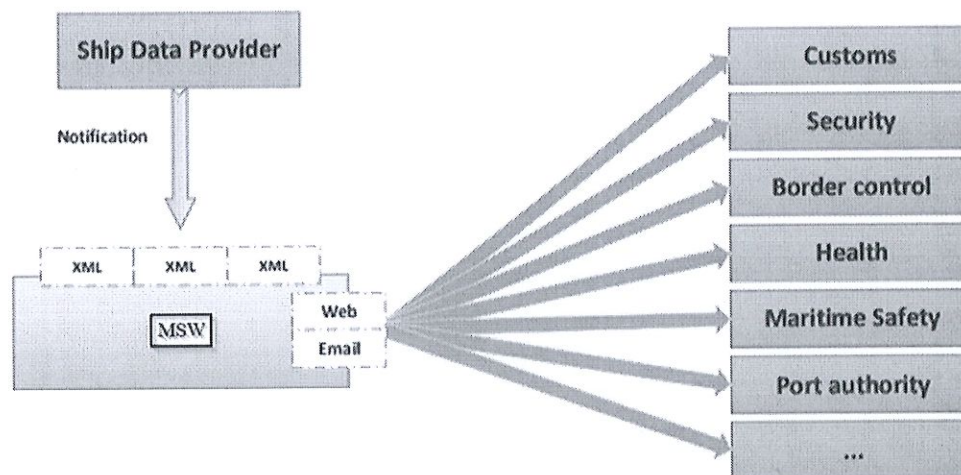 Ship Data Provider
Notification
XML XML XML
Web
MSW
Email
Customs
Security
Border control
Health
Maritime Safety
Port authority
...